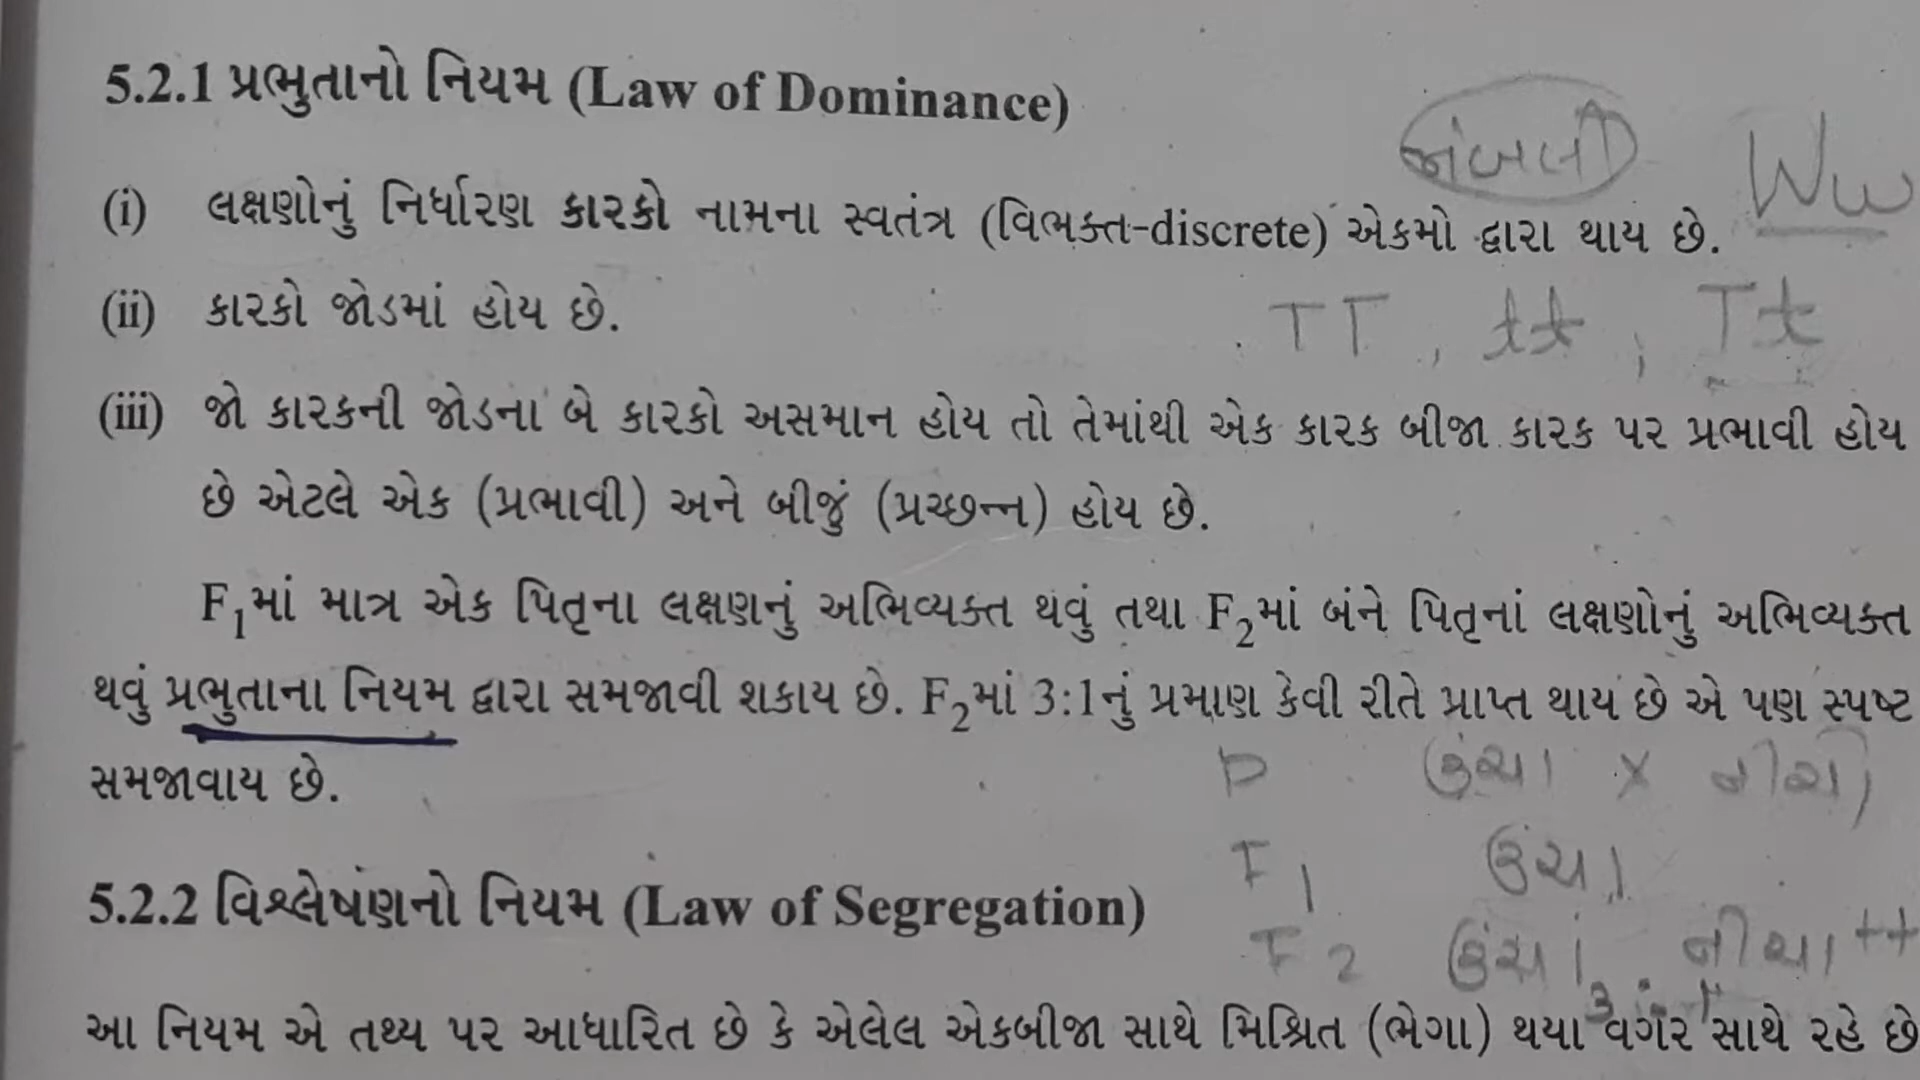 5.2.1 પ્રભુતાનો નિયમ (Law of Dominance)
જાંબલી
Ww
(i) લક્ષણોનું નિર્ધારણ કારકો નામના સ્વતંત્ર (વિભક્ત-discrete) એકમો દ્વારા થાય છે.
(ii) કારકો જોડમાં હોય છે.
TT, tt, Tt
(iii) જો કારકની જોડના બે કારકો અસમાન હોય તો તેમાંથી એક કારક બીજા કારક પર પ્રભાવી હોય
છે એટલે એક (પ્રભાવી) અને બીજું (પ્રચ્છન્ન) હોય છે.
F₁માં માત્ર એક પિતૃના લક્ષણનું અભિવ્યક્ત થવું તથા F₂માં બંને પિતૃનાં લક્ષણોનું અભિવ્યક્ત
થવું પ્રભુતાના નિયમ દ્વારા સમજાવી શકાય છે. F₂માં 3:1નું પ્રમાણ કેવી રીતે પ્રાપ્ત થાય છે એ પણ સ્પષ્ટ
સમજાવાય છે.
P ઉંચા x નીચા
F1 ઉંચા
5.2.2 વિશ્લેષણનો નિયમ (Law of Segregation)
F2 ઉંચા નીચા ++
3 : 1
આ નિયમ એ તથ્ય પર આધારિત છે કે એલેલ એકબીજા સાથે મિશ્રિત (ભેગા) થયા વગર સાથે રહે છે